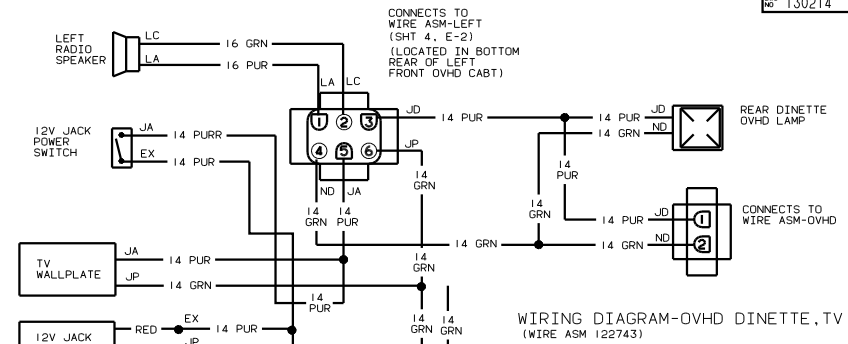 CONNECTS TO
WIRE ASM-LEFT
(SHT 4, E-2)
(LOCATED IN BOTTOM
REAR OF LEFT
FRONT OVHD CABT)
NO 130214
LEFT
RADIO
SPEAKER
LC
16 GRN
LA
16 PUR
LA LC
1 2 3
4 5 6
JD
14 PUR
14 PUR
JD
14 GRN
ND
REAR DINETTE
OVHD LAMP
12V JACK
POWER
SWITCH
JA
14 PURR
EX
14 PUR
JP
14
GRN
14
PUR
ND JA
14
GRN
14
PUR
14
GRN
14 PUR
JD
1
14 GRN
14 GRN
ND
2
CONNECTS TO
WIRE ASM-OVHD
TV
WALLPLATE
JA
14 PUR
JP
14 GRN
14
GRN
14
PUR
12V JACK
RED
EX
14 PUR
JP
14
GRN
14
GRN
WIRING DIAGRAM-OVHD DINETTE,TV
(WIRE ASM 122743)